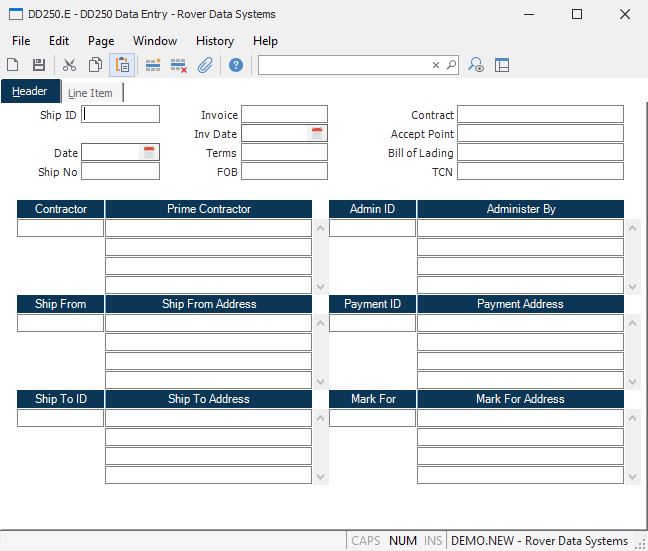 DD250.E - DD250 Data Entry - Rover Data Systems
File Edit Page Window History Help
Header Line Item
Ship ID Invoice Contract
Inv Date Accept Point
Date Terms Bill of Lading
Ship No FOB TCN
Contractor Prime Contractor Admin ID Administer By
Ship From Ship From Address Payment ID Payment Address
Ship To ID Ship To Address Mark For Mark For Address
CAPS NUM INS DEMO.NEW - Rover Data Systems